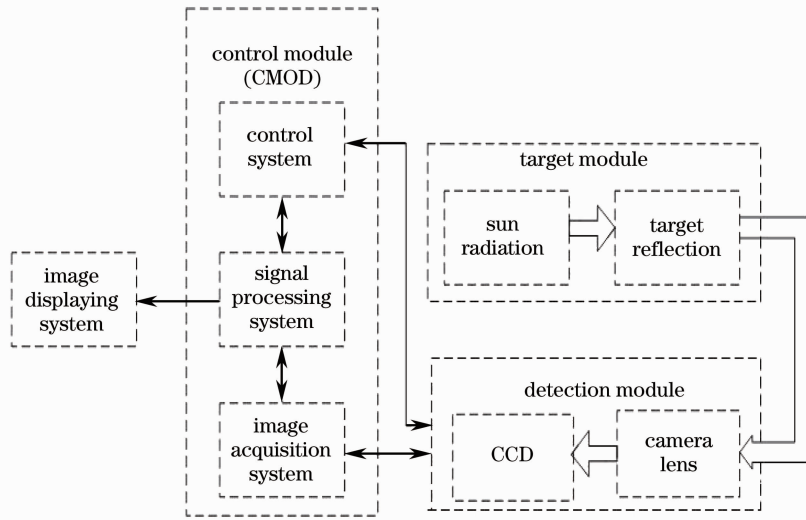 control module
(CMOD)
control
system
signal
processing
system
image
acquisition
system
image
displaying
system
target module
sun
radiation
target
reflection
detection module
CCD
camera
lens